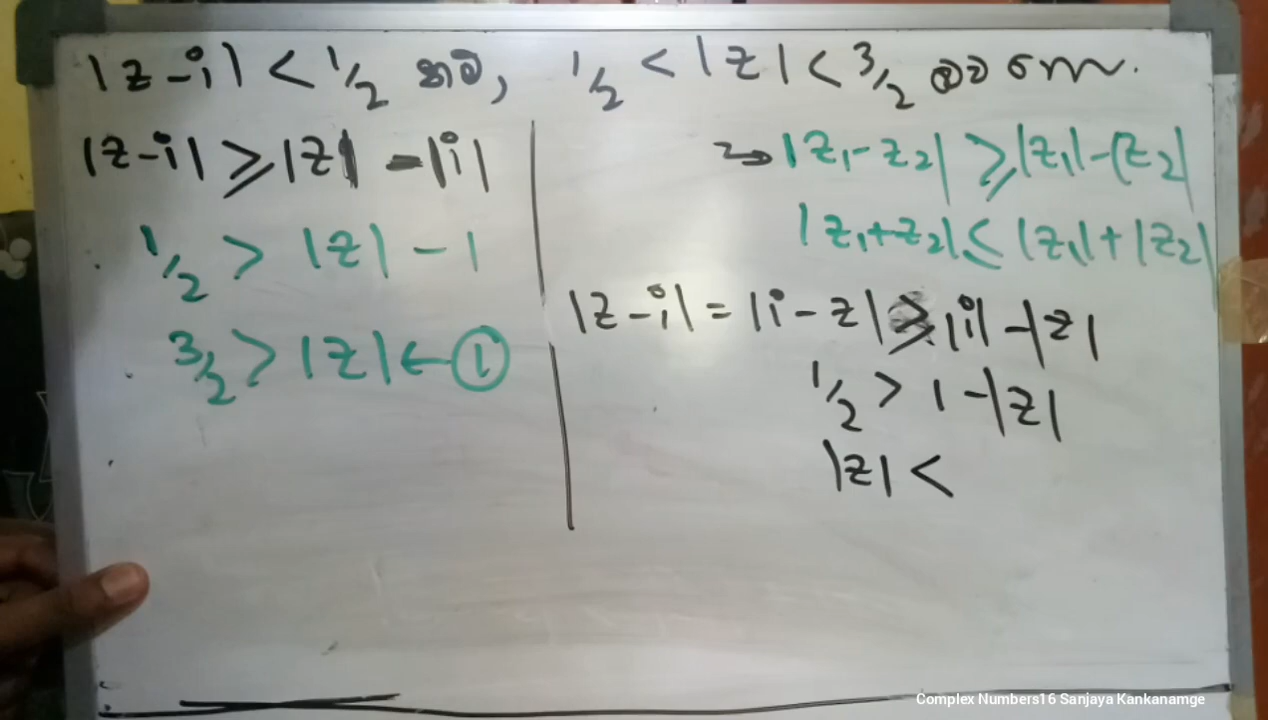 |z-i| < 1/2 නම්, 1/2 < |z| < 3/2 බව
|z-i| ⩾ |z| - |i|
1/2 > |z| - 1
3/2 > |z| ← ①
→ |z₁-z₂| ⩾ |z₁|-|z₂|
|z₁+z₂| ≤ |z₁|+|z₂|
|z-i| = |i-z| ⩾ |i|-|z|
1/2 > 1-|z|
|z| <
Complex Numbers16 Sanjaya Kankanamge